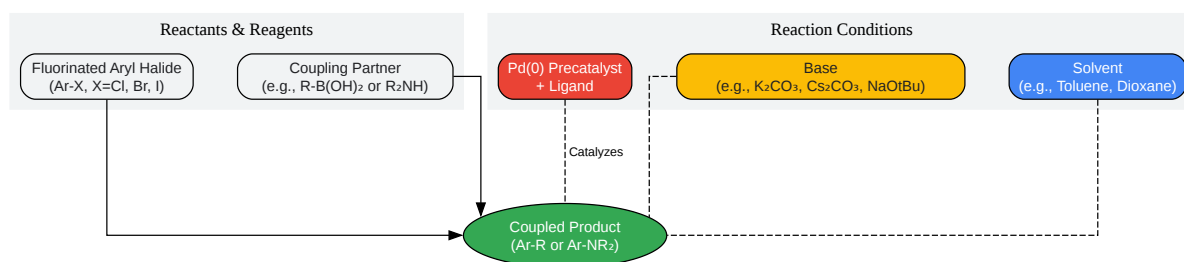 Reactants & Reagents
Reaction Conditions
Fluorinated Aryl Halide
(Ar-X, X=Cl, Br, I)
Coupling Partner
(e.g., R-B(OH)₂ or R₂NH)
Pd(0) Precatalyst
+ Ligand
Base
(e.g., K₂CO₃, Cs₂CO₃, NaOtBu)
Solvent
(e.g., Toluene, Dioxane)
Catalyzes
Coupled Product
(Ar-R or Ar-NR₂)